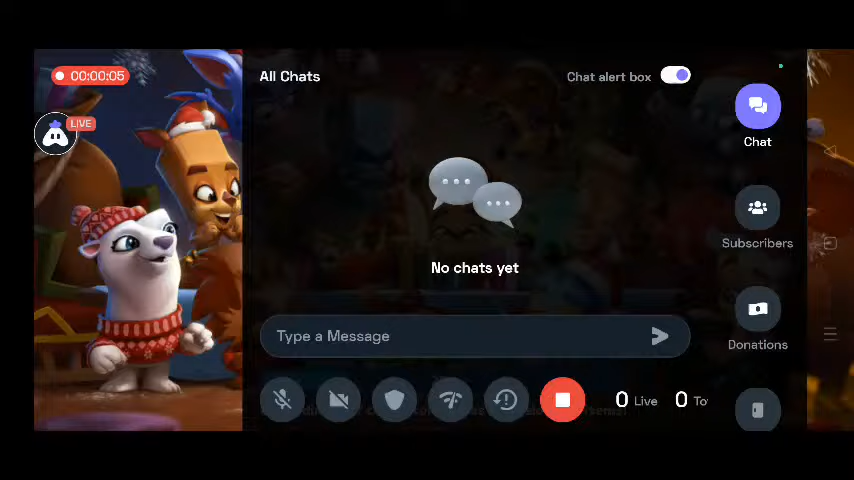 00:00:05
LIVE
All Chats
Chat alert box
Chat
Subscribers
No chats yet
Type a Message
Donations
0 Live 0 To